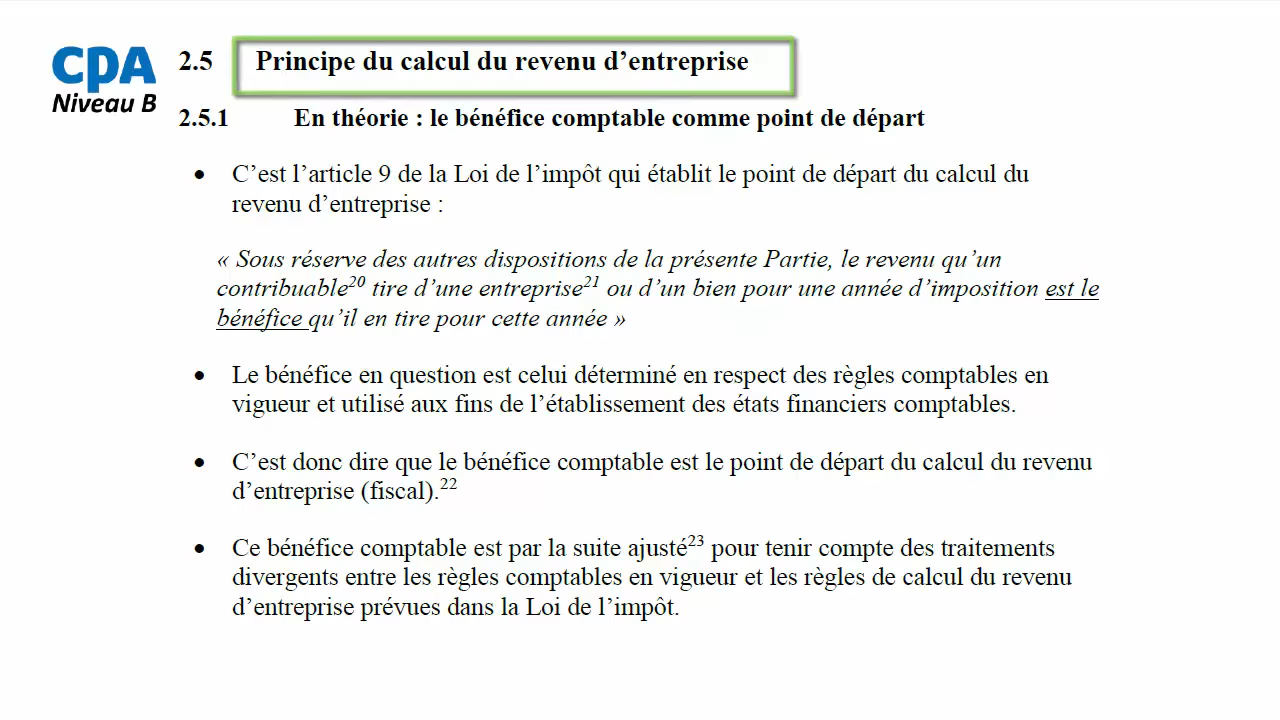 CPA
Niveau B
2.5 Principe du calcul du revenu d’entreprise
2.5.1 En théorie : le bénéfice comptable comme point de départ
• C’est l’article 9 de la Loi de l’impôt qui établit le point de départ du calcul du
revenu d’entreprise :
« Sous réserve des autres dispositions de la présente Partie, le revenu qu’un
contribuable20 tire d’une entreprise21 ou d’un bien pour une année d’imposition est le
bénéfice qu’il en tire pour cette année »
• Le bénéfice en question est celui déterminé en respect des règles comptables en
vigueur et utilisé aux fins de l’établissement des états financiers comptables.
• C’est donc dire que le bénéfice comptable est le point de départ du calcul du revenu
d’entreprise (fiscal).22
• Ce bénéfice comptable est par la suite ajusté23 pour tenir compte des traitements
divergents entre les règles comptables en vigueur et les règles de calcul du revenu
d’entreprise prévues dans la Loi de l’impôt.